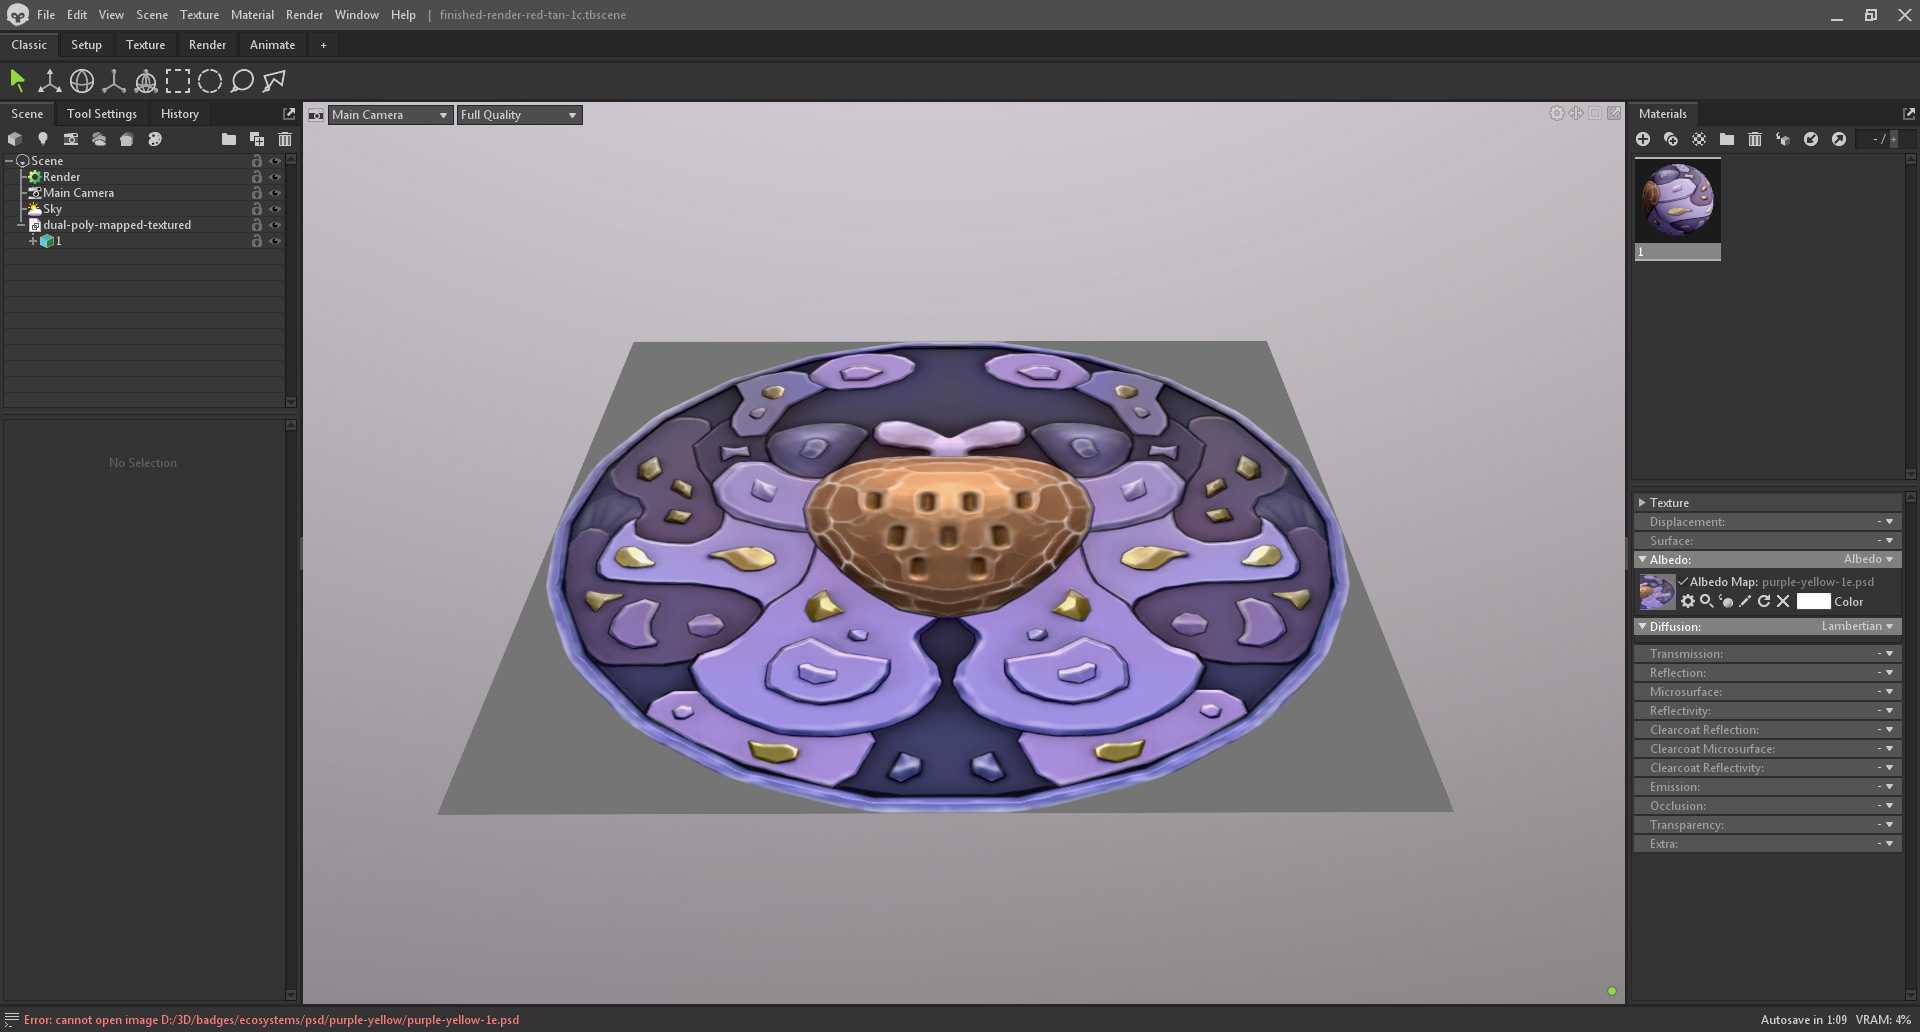 File Edit View Scene Texture Material Render Window Help | finished-render-red-tan-1c.tbscene
Classic Setup Texture Render Animate +
Scene Tool Settings History
Main Camera Full Quality
Materials
- / +
Scene
Render
Main Camera
Sky
dual-poly-mapped-textured
1
No Selection
1
Texture
Displacement: -
Surface: -
Albedo: Albedo
Albedo Map: purple-yellow-1e.psd
Color
Diffusion: Lambertian
Transmission: -
Reflection: -
Microsurface: -
Reflectivity: -
Clearcoat Reflection: -
Clearcoat Microsurface: -
Clearcoat Reflectivity: -
Emission: -
Occlusion: -
Transparency: -
Extra: -
Error: cannot open image D:/3D/badges/ecosystems/psd/purple-yellow/purple-yellow-1e.psd
Autosave in 1:09 VRAM: 4%